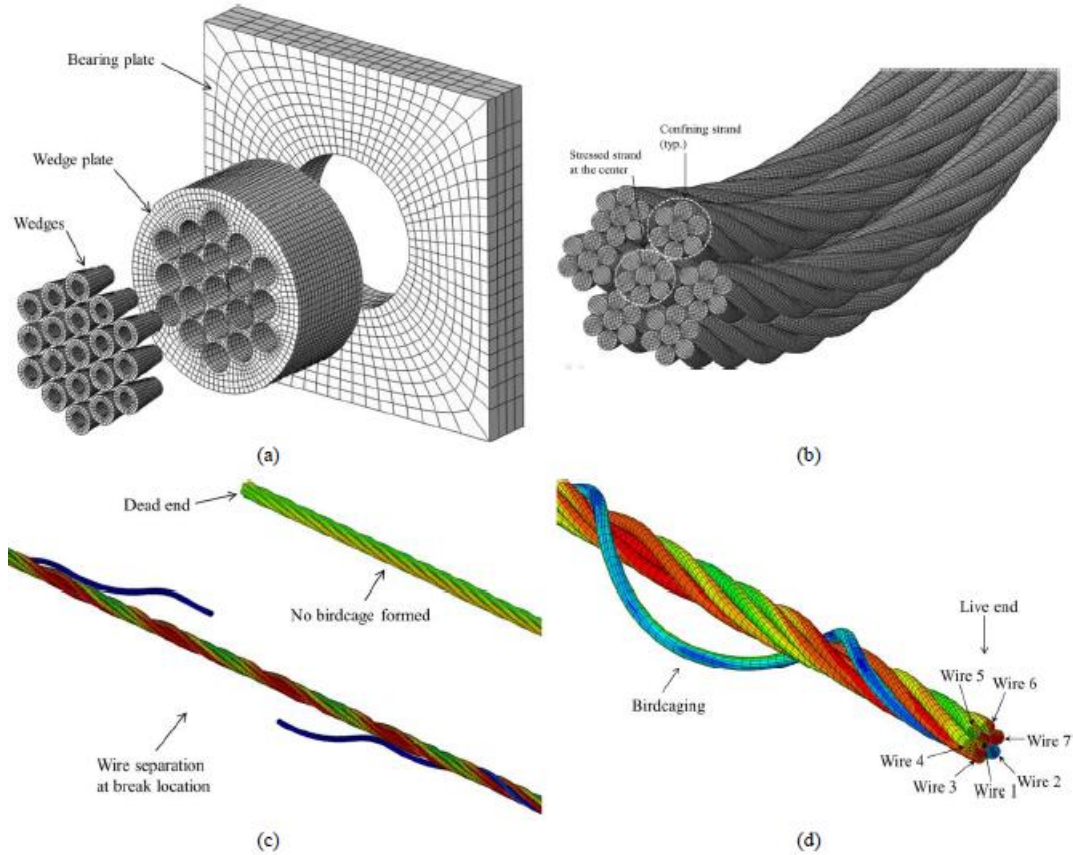 Bearing plate
Wedge plate
Wedges
(a)
Confining strand
(typ.)
Stressed strand
at the center
(b)
Dead end
No birdcage formed
Wire separation
at break location
(c)
Live end
Birdcaging
Wire 5
Wire 6
Wire 7
Wire 4
Wire 3
Wire 1
Wire 2
(d)